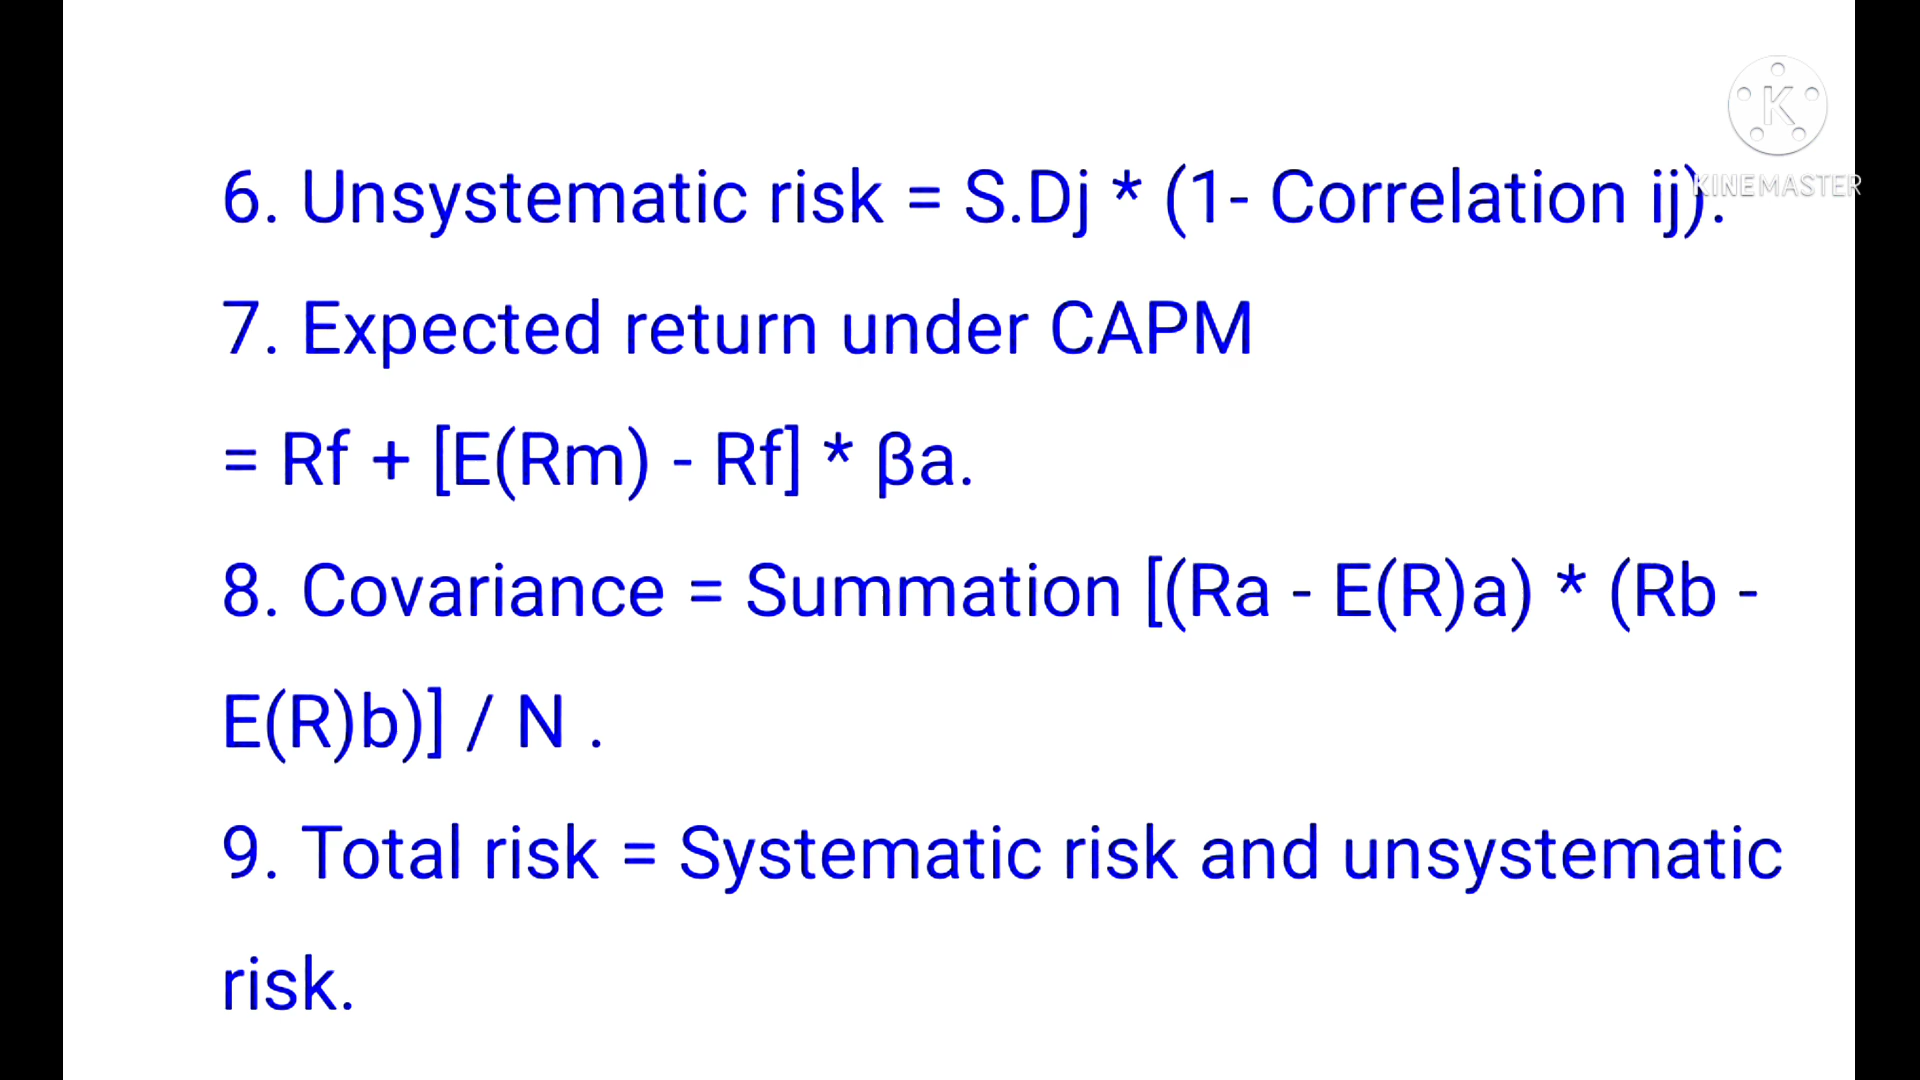 K
KINEMASTER
6. Unsystematic risk = S.Dj * (1- Correlation ij).
7. Expected return under CAPM
= Rf + [E(Rm) - Rf] * βa.
8. Covariance = Summation [(Ra - E(R)a) * (Rb -
E(R)b)] / N .
9. Total risk = Systematic risk and unsystematic
risk.